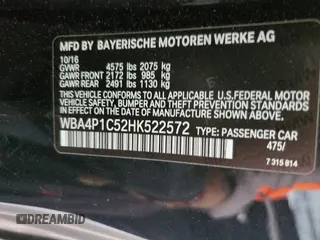 MFD. BY BAYERISCHE MOTOREN WERKE AG
10/16
GVWR 4575 lbs 2075 kg
GAWR FRONT 2172 lbs 985 kg
GAWR REAR 2491 lbs 1130 kg
THIS VEHICLE CONFORMS TO ALL APPLICABLE
U.S. FEDERAL MOTOR VEHICLE SAFETY, BUMPER,
AND THEFT PREVENTION STANDARDS IN EFFECT
ON THE DATE OF MANUFACTURE SHOWN ABOVE.
WBA4P1C52HK522572 TYPE: PASSENGER CAR
475/
7 315 814
DREAMBID